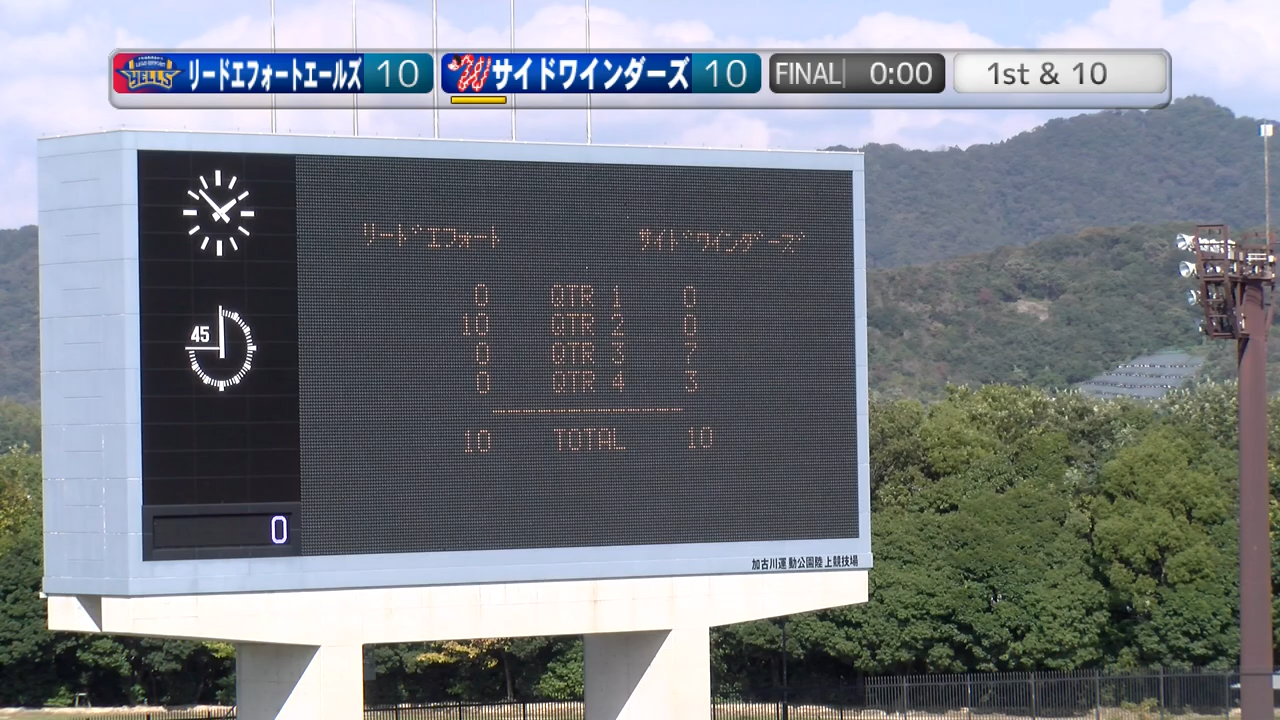 HELLS リードエフォートエールズ 10 サイドワインダーズ 10 FINAL 0:00 1st & 10
リードエフォート サイドワインダーズ
0 QTR 1 0
10 QTR 2 0
0 QTR 3 7
0 QTR 4 3
10 TOTAL 10
45
0
加古川運動公園陸上競技場